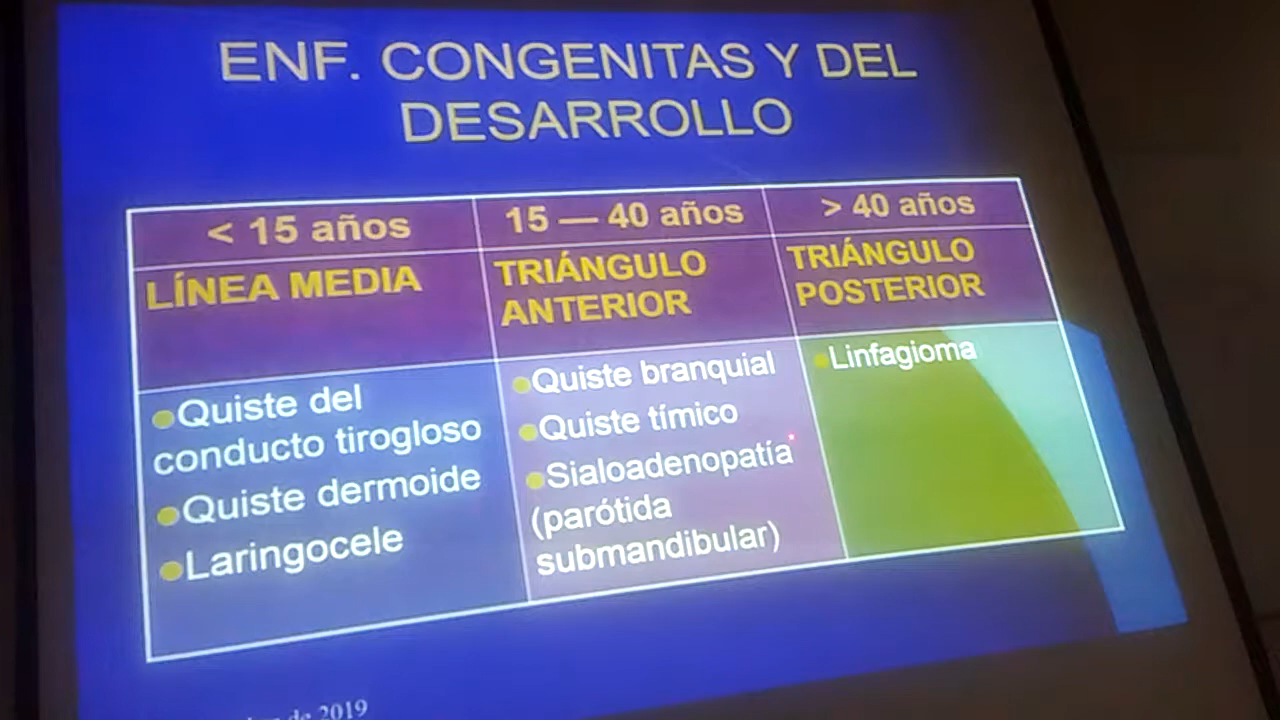 ENF. CONGENITAS Y DEL
DESARROLLO
< 15 años
15 — 40 años
> 40 años
LÍNEA MEDIA
TRIÁNGULO
ANTERIOR
TRIÁNGULO
POSTERIOR
Quiste del
conducto tirogloso
Quiste dermoide
Laringocele
Quiste branquial
Quiste tímico
Sialoadenopatía
(parótida
submandibular)
Linfagioma
de 2019